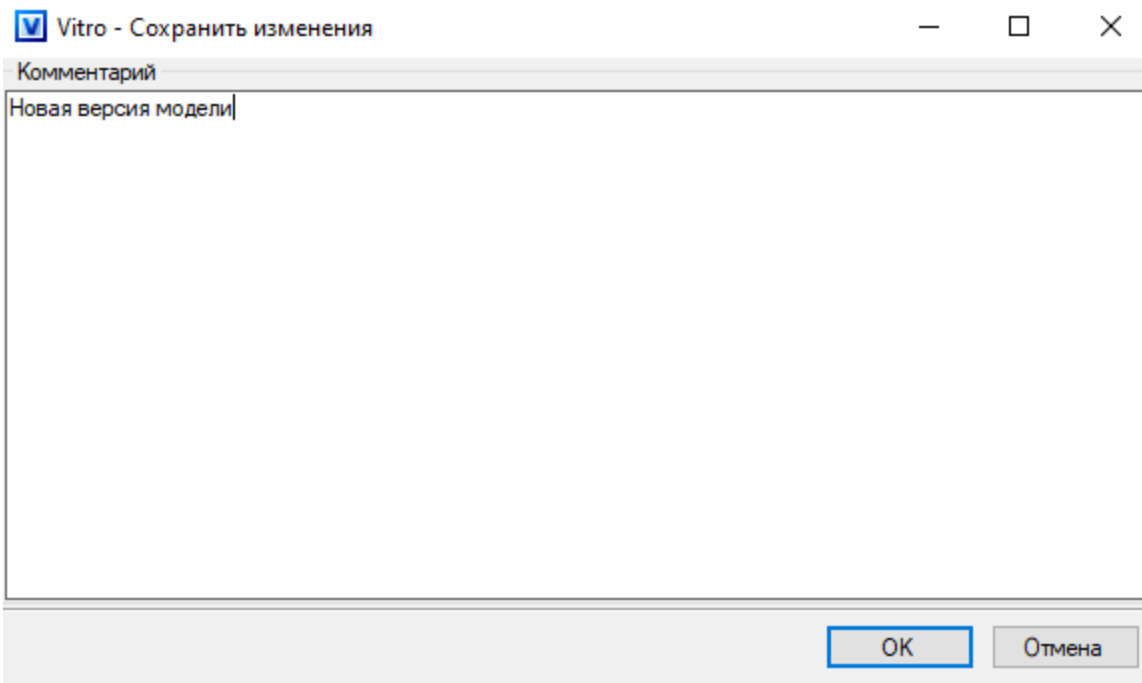 Vitro - Сохранить изменения
Комментарий
Новая версия модели
OK Отмена